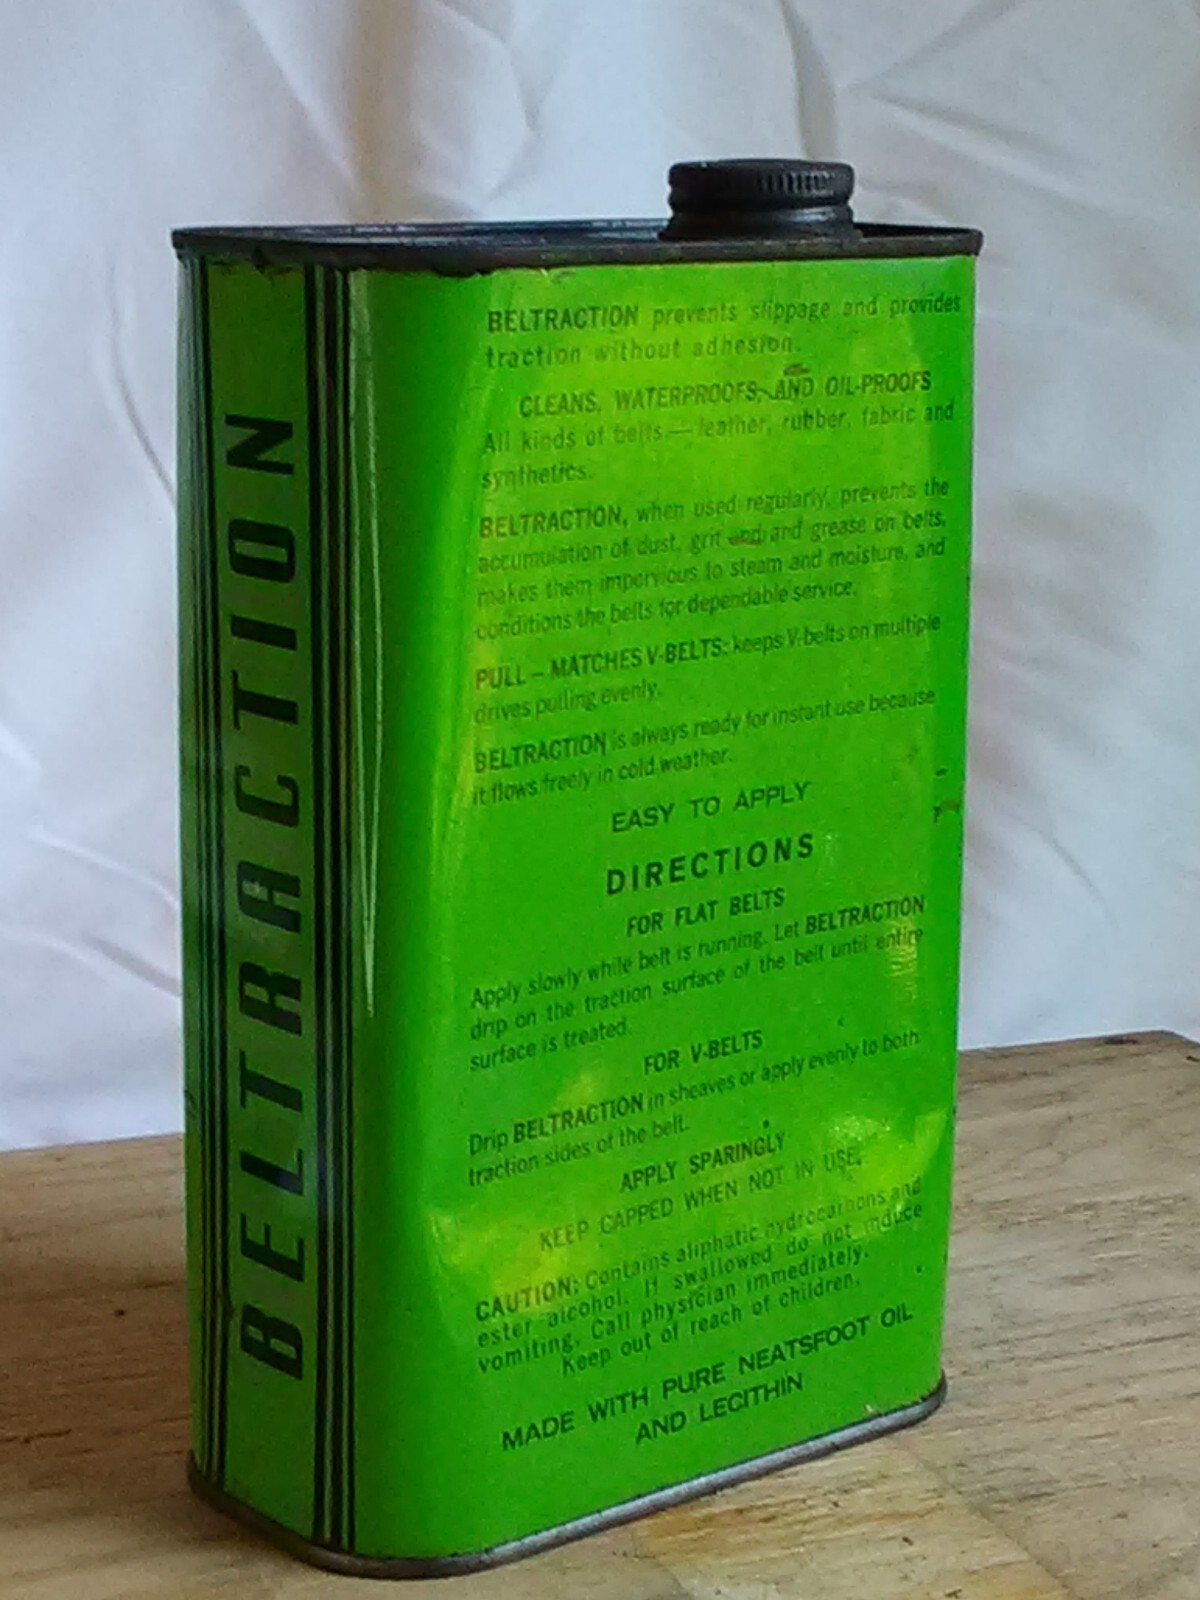 BELTRACTION
BELTRACTION prevents slippage and provides
traction without adhesion.
CLEANS, WATERPROOFS, AND OIL-PROOFS
All kinds of belts — leather, rubber, fabric and
synthetics.
BELTRACTION, when used regularly, prevents the
accumulation of dust, grit and and grease on belts,
makes them impervious to steam and moisture, and
conditions the belts for dependable service.
PULL – MATCHES V-BELTS: keeps V-belts on multiple
drives pulling evenly.
BELTRACTION is always ready for instant use because
it flows freely in cold weather.
EASY TO APPLY
DIRECTIONS
FOR FLAT BELTS
Apply slowly while belt is running. Let BELTRACTION
drip on the traction surface of the belt until entire
surface is treated.
FOR V-BELTS
Drip BELTRACTION in sheaves or apply evenly to both
traction sides of the belt.
APPLY SPARINGLY
KEEP CAPPED WHEN NOT IN USE.
CAUTION: Contains aliphatic hydrocarbons and
ester alcohol. If swallowed do not induce
vomiting. Call physician immediately.
Keep out of reach of children.
MADE WITH PURE NEATSFOOT OIL
AND LECITHIN